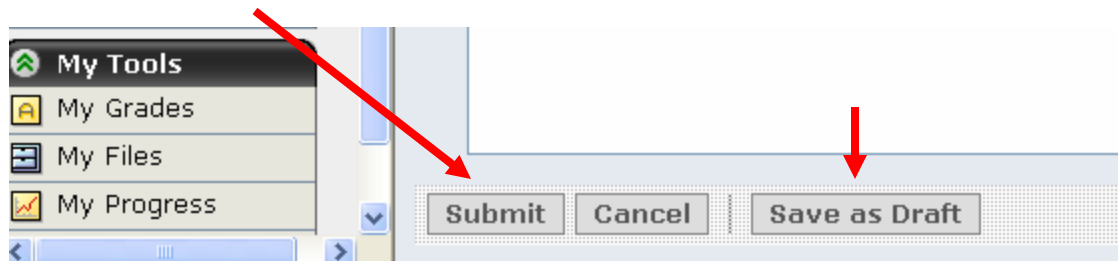 My Tools
My Grades
My Files
My Progress
Submit Cancel Save as Draft